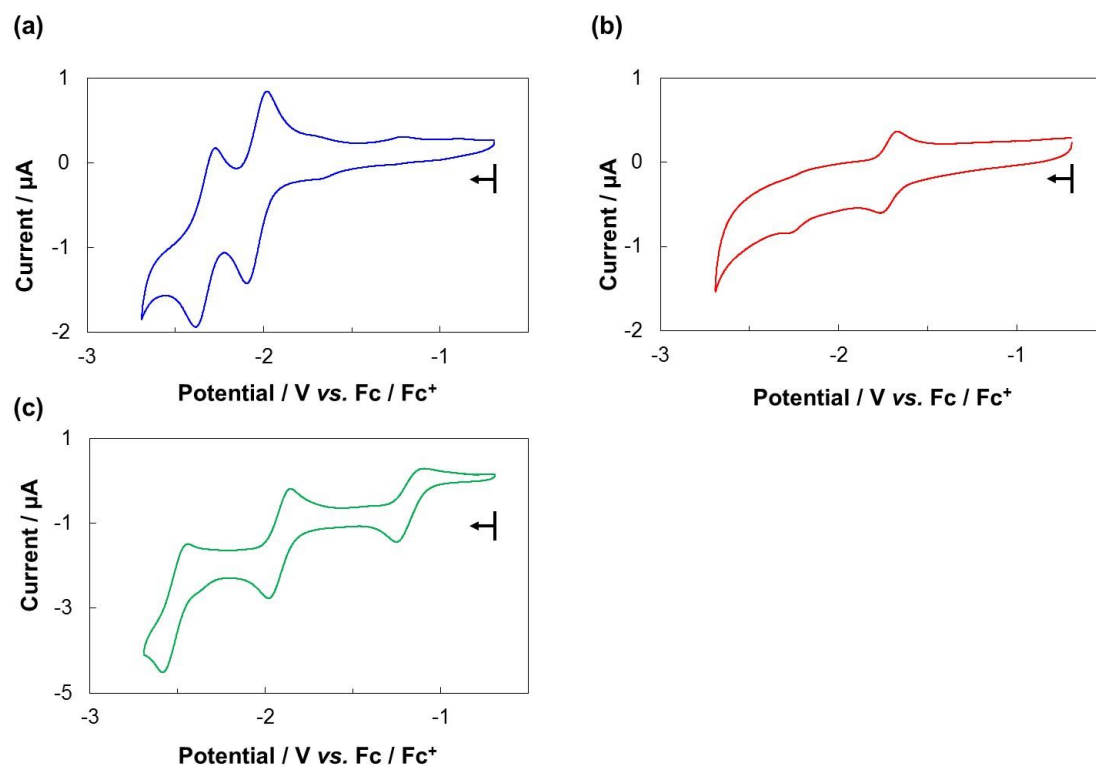 (a)
1
0
-1
-2
Current / µA
-3
-2
-1
Potential / V vs. Fc / Fc⁺
(b)
1
0
-1
-2
Current / µA
-3
-2
-1
Potential / V vs. Fc / Fc⁺
(c)
1
-1
-3
-5
Current / µA
-3
-2
-1
Potential / V vs. Fc / Fc⁺